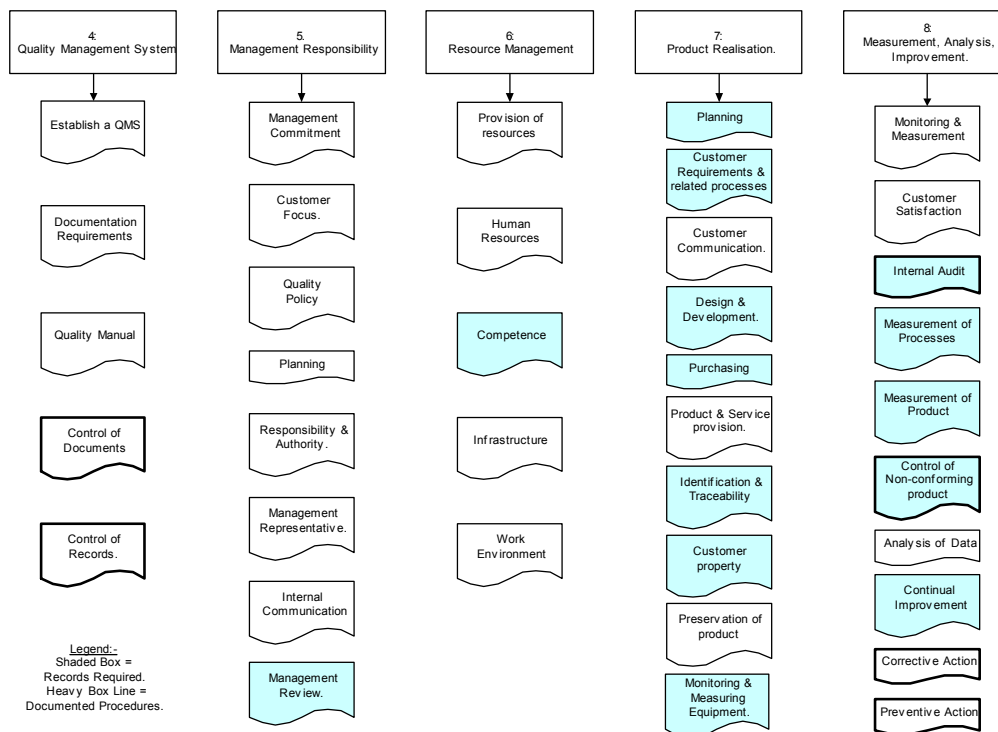 4:
Quality Management System
Establish a QMS
Documentation
Requirements
Quality Manual
Control of
Documents
Control of
Records.
Legend:-
Shaded Box =
Records Required.
Heavy Box Line =
Documented Procedures.
5.
Management Responsibility
Management
Commitment
Customer
Focus.
Quality
Policy
Planning
Responsibility &
Authority.
Management
Representative.
Internal
Communication
Management
Review.
6:
Resource Management
Provision of
resources
Human
Resources
Competence
Infrastructure
Work
Environment
7:
Product Realisation.
Planning
Customer
Requirements &
related processes
Customer
Communication.
Design &
Development.
Purchasing
Product & Service
provision.
Identification &
Traceability
Customer
property
Preservation of
product
Monitoring &
Measuring
Equipment.
8:
Measurement, Analysis,
Improvement.
Monitoring &
Measurement
Customer
Satisfaction
Internal Audit
Measurement of
Processes
Measurement of
Product
Control of
Non-conforming
product
Analysis of Data
Continual
Improvement
Corrective Action
Preventive Action